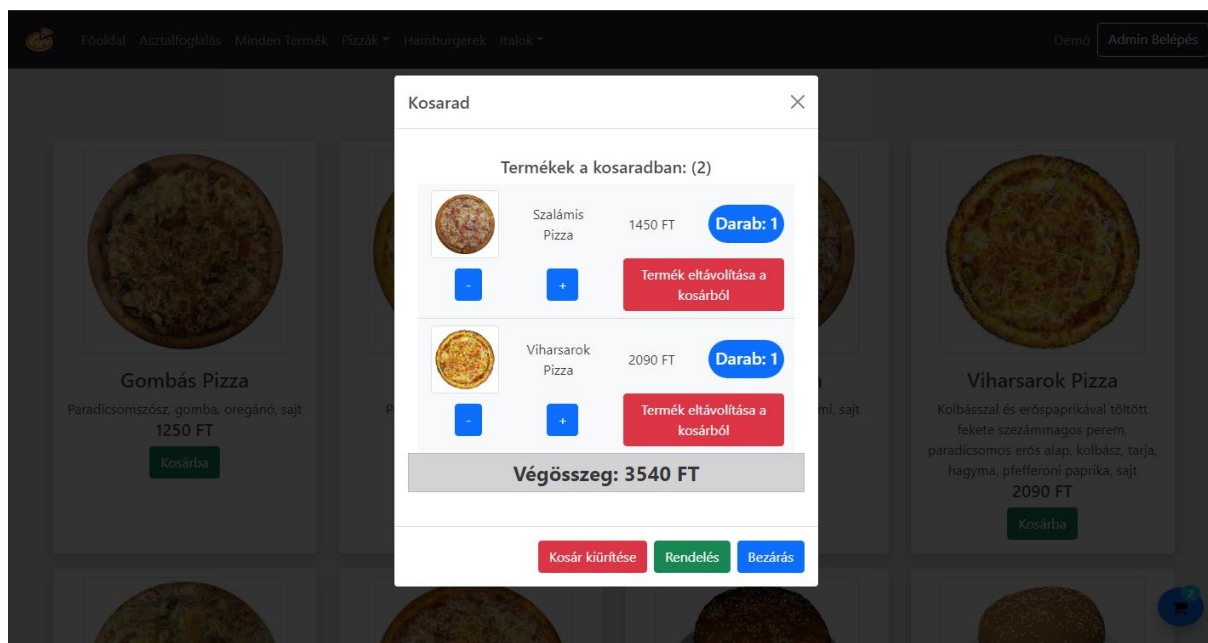 Főoldal Asztalfoglalás Minden Termék Pizzák Hamburgerek Italok Demó Admin Belépés
Kosarad
Termékek a kosaradban: (2)
Szalámis
Pizza
1450 FT
Darab: 1
-
+
Termék eltávolítása a
kosárból
Viharsarok
Pizza
2090 FT
Darab: 1
-
+
Termék eltávolítása a
kosárból
Végösszeg: 3540 FT
Kosár kiürítése Rendelés Bezárás
Gombás Pizza
Paradicsomszósz, gomba, oregánó, sajt
1250 FT
Kosárba
Viharsarok Pizza
Kolbásszal és erőspaprikával töltött
fekete szezámmagos perem,
paradicsomos erős alap, kolbász, tarja,
hagyma, pfefferoni paprika, sajt
2090 FT
Kosárba
2